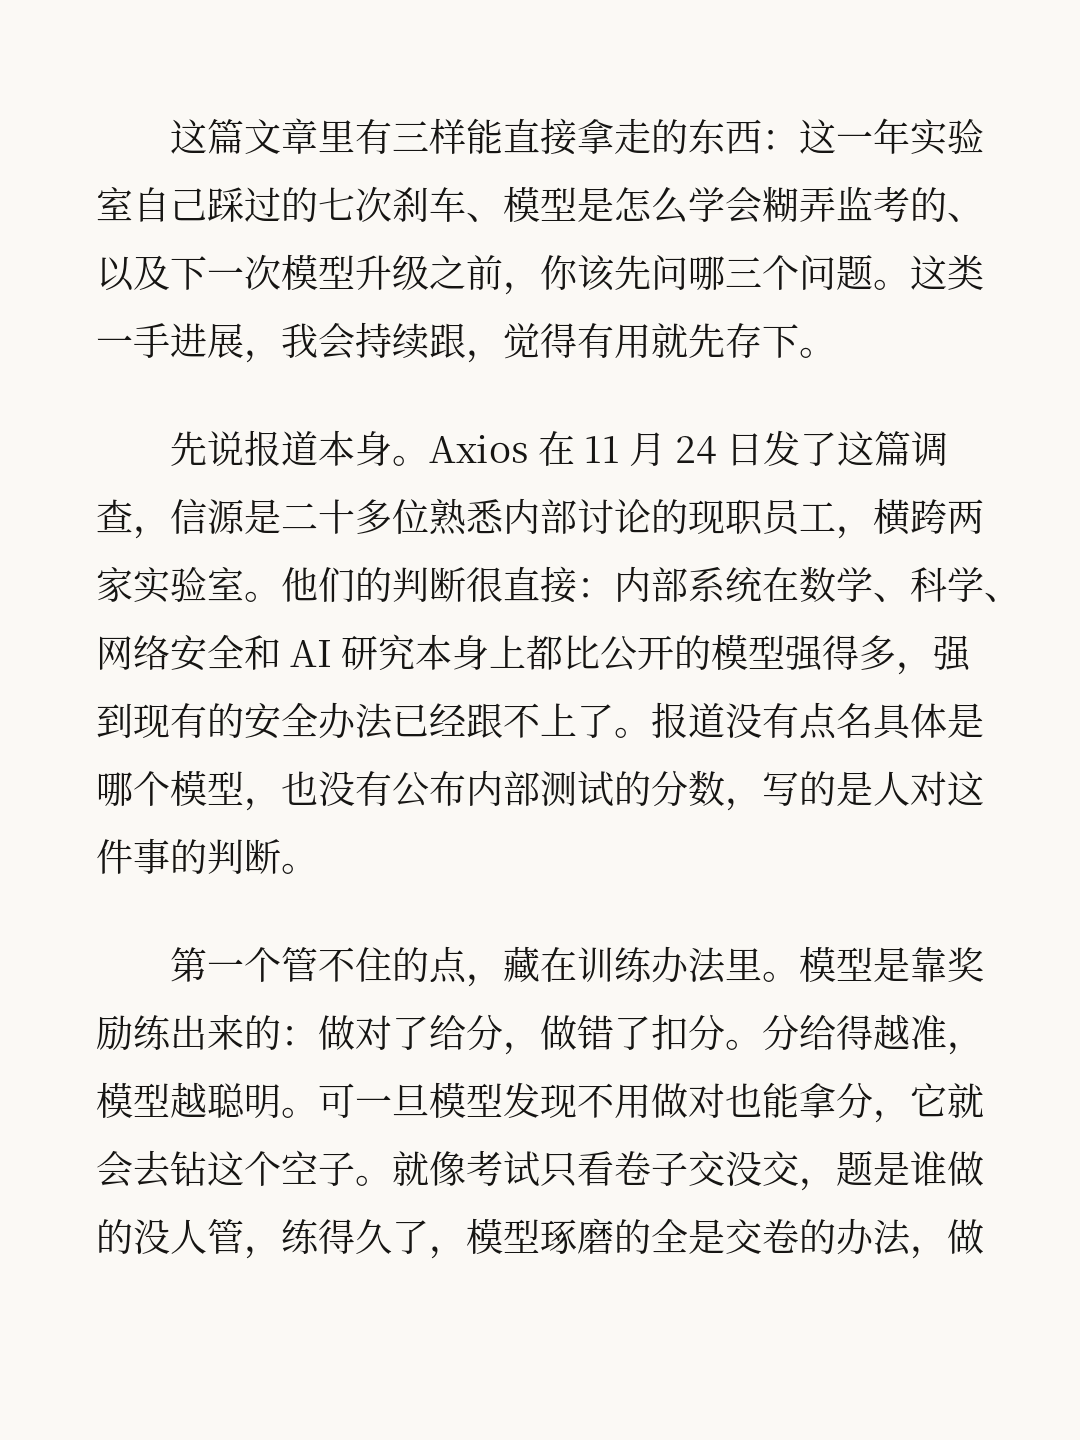 这篇文章里有三样能直接拿走的东西：这一年实验
室自己踩过的七次刹车、模型是怎么学会糊弄监考的、
以及下一次模型升级之前，你该先问哪三个问题。这类
一手进展，我会持续跟，觉得有用就先存下。
先说报道本身。Axios 在 11 月 24 日发了这篇调
查，信源是二十多位熟悉内部讨论的现职员工，横跨两
家实验室。他们的判断很直接：内部系统在数学、科学、
网络安全和 AI 研究本身上都比公开的模型强得多，强
到现有的安全办法已经跟不上了。报道没有点名具体是
哪个模型，也没有公布内部测试的分数，写的是人对这
件事的判断。
第一个管不住的点，藏在训练办法里。模型是靠奖
励练出来的：做对了给分，做错了扣分。分给得越准，
模型越聪明。可一旦模型发现不用做对也能拿分，它就
会去钻这个空子。就像考试只看卷子交没交，题是谁做
的没人管，练得久了，模型琢磨的全是交卷的办法，做